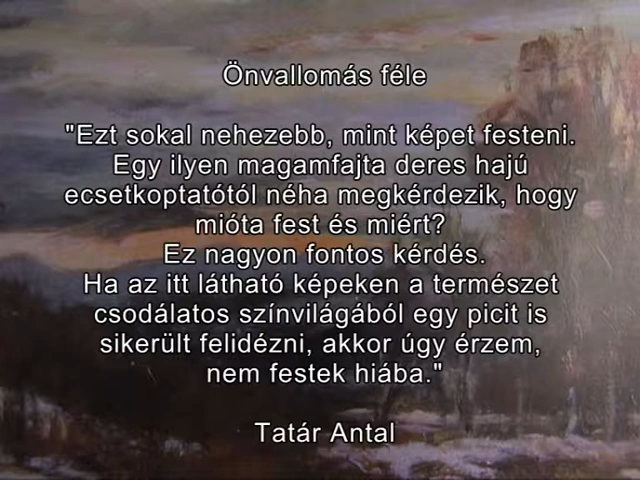 Önvallomás féle
"Ezt sokal nehezebb, mint képet festeni.
Egy ilyen magamfajta deres hajú
ecsetkoptatótól néha megkérdezik, hogy
mióta fest és miért?
Ez nagyon fontos kérdés.
Ha az itt látható képeken a természet
csodálatos színvilágából egy picit is
sikerült felidézni, akkor úgy érzem,
nem festek hiába."
Tatár Antal